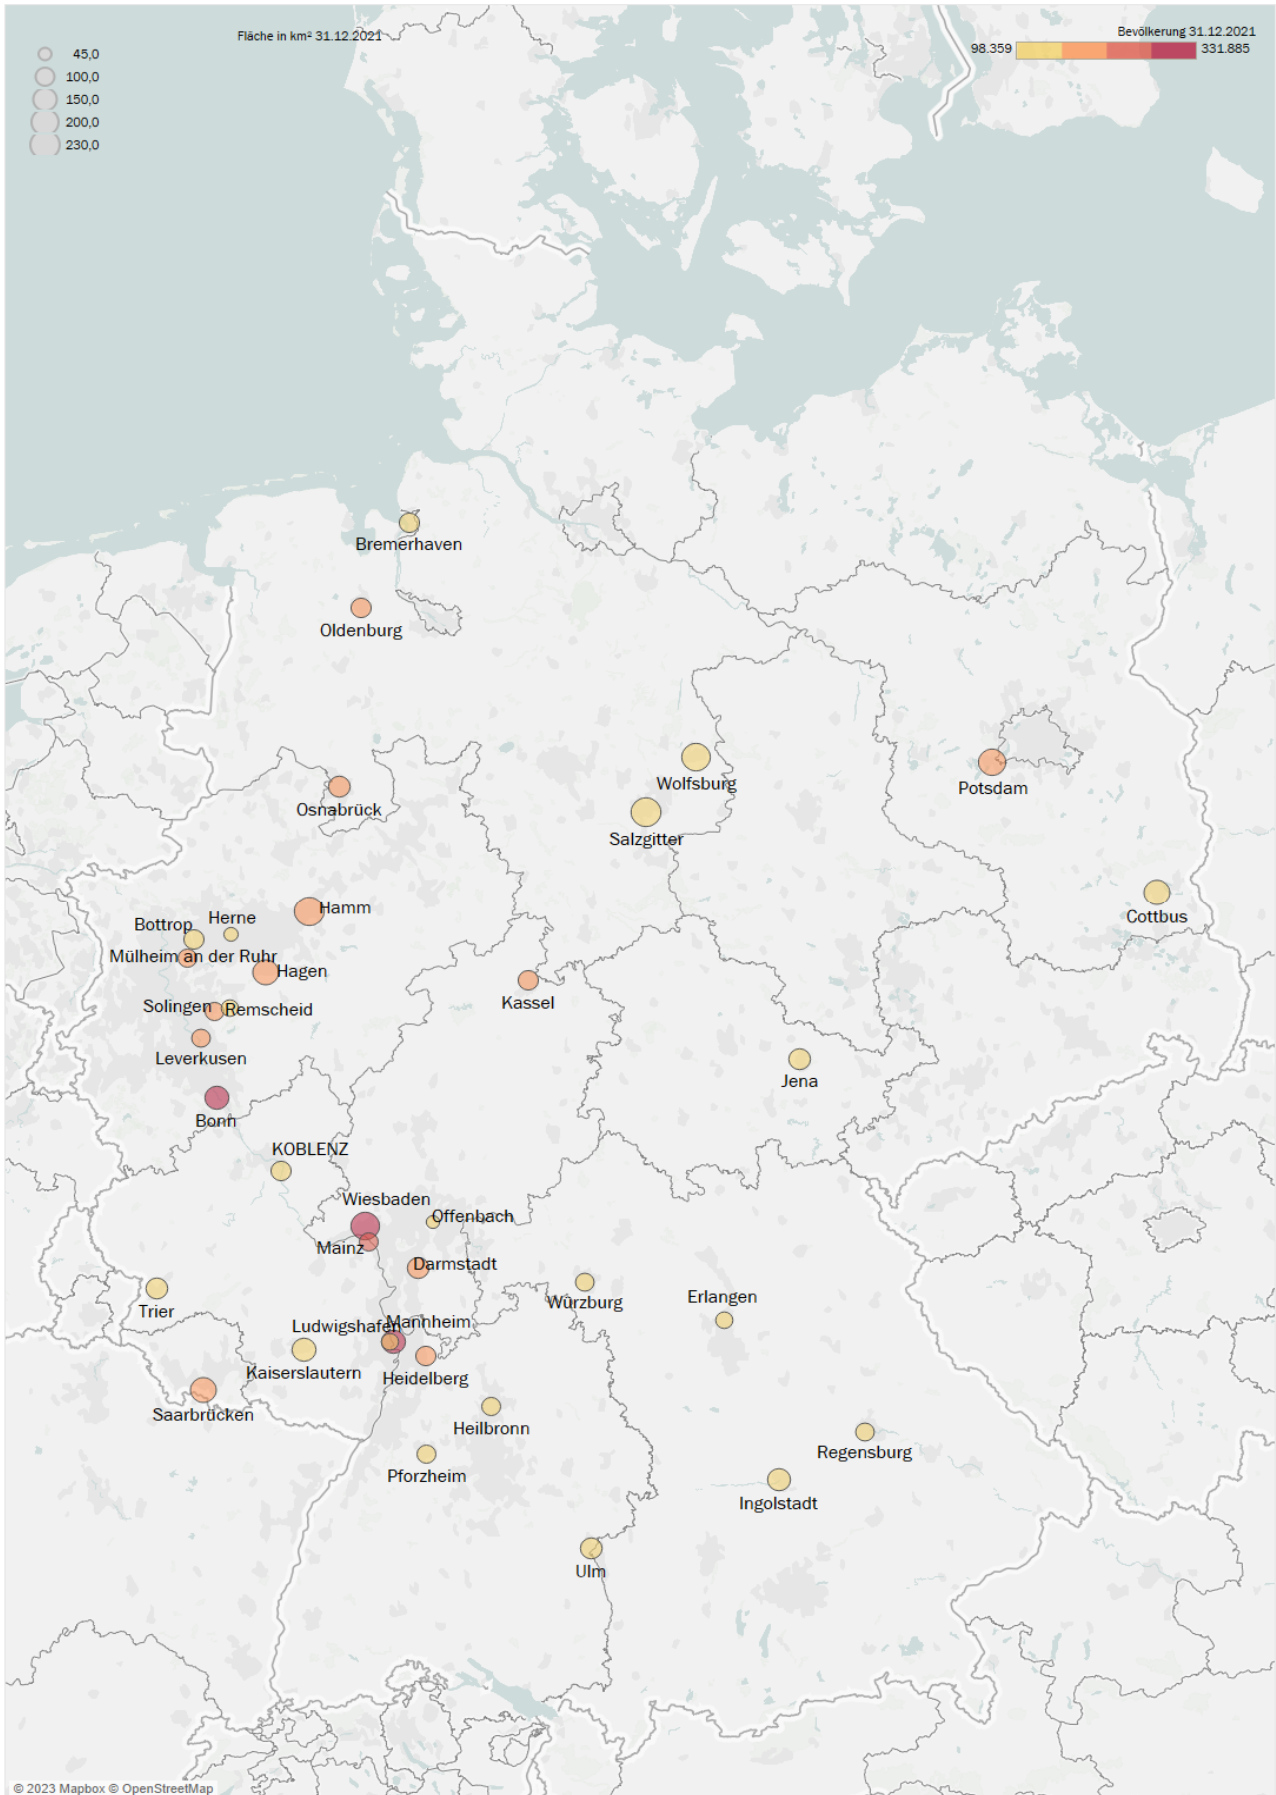 Fläche in km² 31.12.2021
45,0
100,0
150,0
200,0
230,0
Bevölkerung 31.12.2021
98.359 331.885
Bremerhaven
Oldenburg
Wolfsburg
Potsdam
Osnabrück
Salzgitter
Hamm
Herne
Bottrop
Cottbus
Mülheim an der Ruhr
Hagen
Kassel
Solingen
Remscheid
Leverkusen
Jena
Bonn
KOBLENZ
Wiesbaden
Offenbach
Mainz
Darmstadt
Trier
Würzburg
Erlangen
Mannheim
Ludwigshafen
Kaiserslautern
Heidelberg
Saarbrücken
Heilbronn
Regensburg
Pforzheim
Ingolstadt
Ulm
© 2023 Mapbox © OpenStreetMap